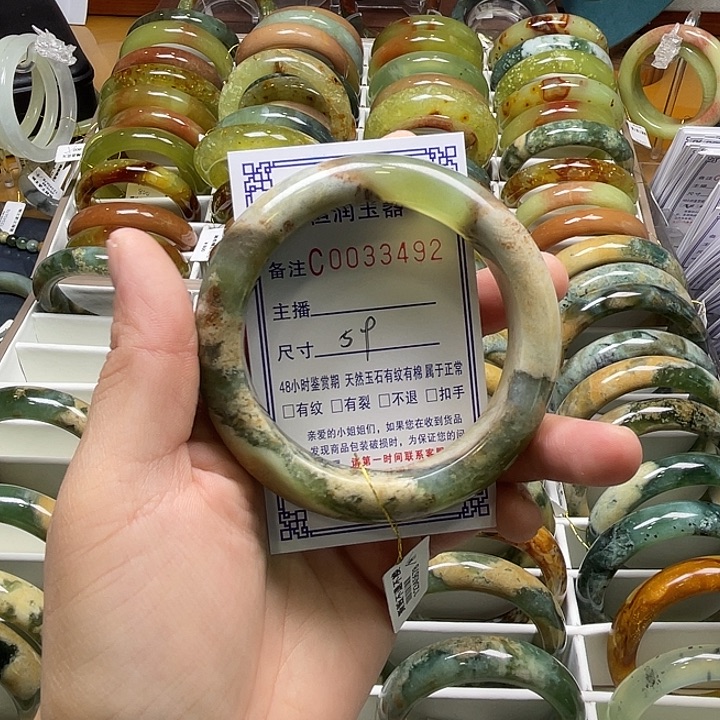 恒润玉器
备注C0033492
主播
尺寸 59
48小时鉴赏期 天然玉石有纹有棉 属于正常
□有纹 □有裂 □不退 □扣手
亲爱的小姐姐们，如果您在收到货品
发现商品包装破损时，为保证您的
请第一时间联系客服